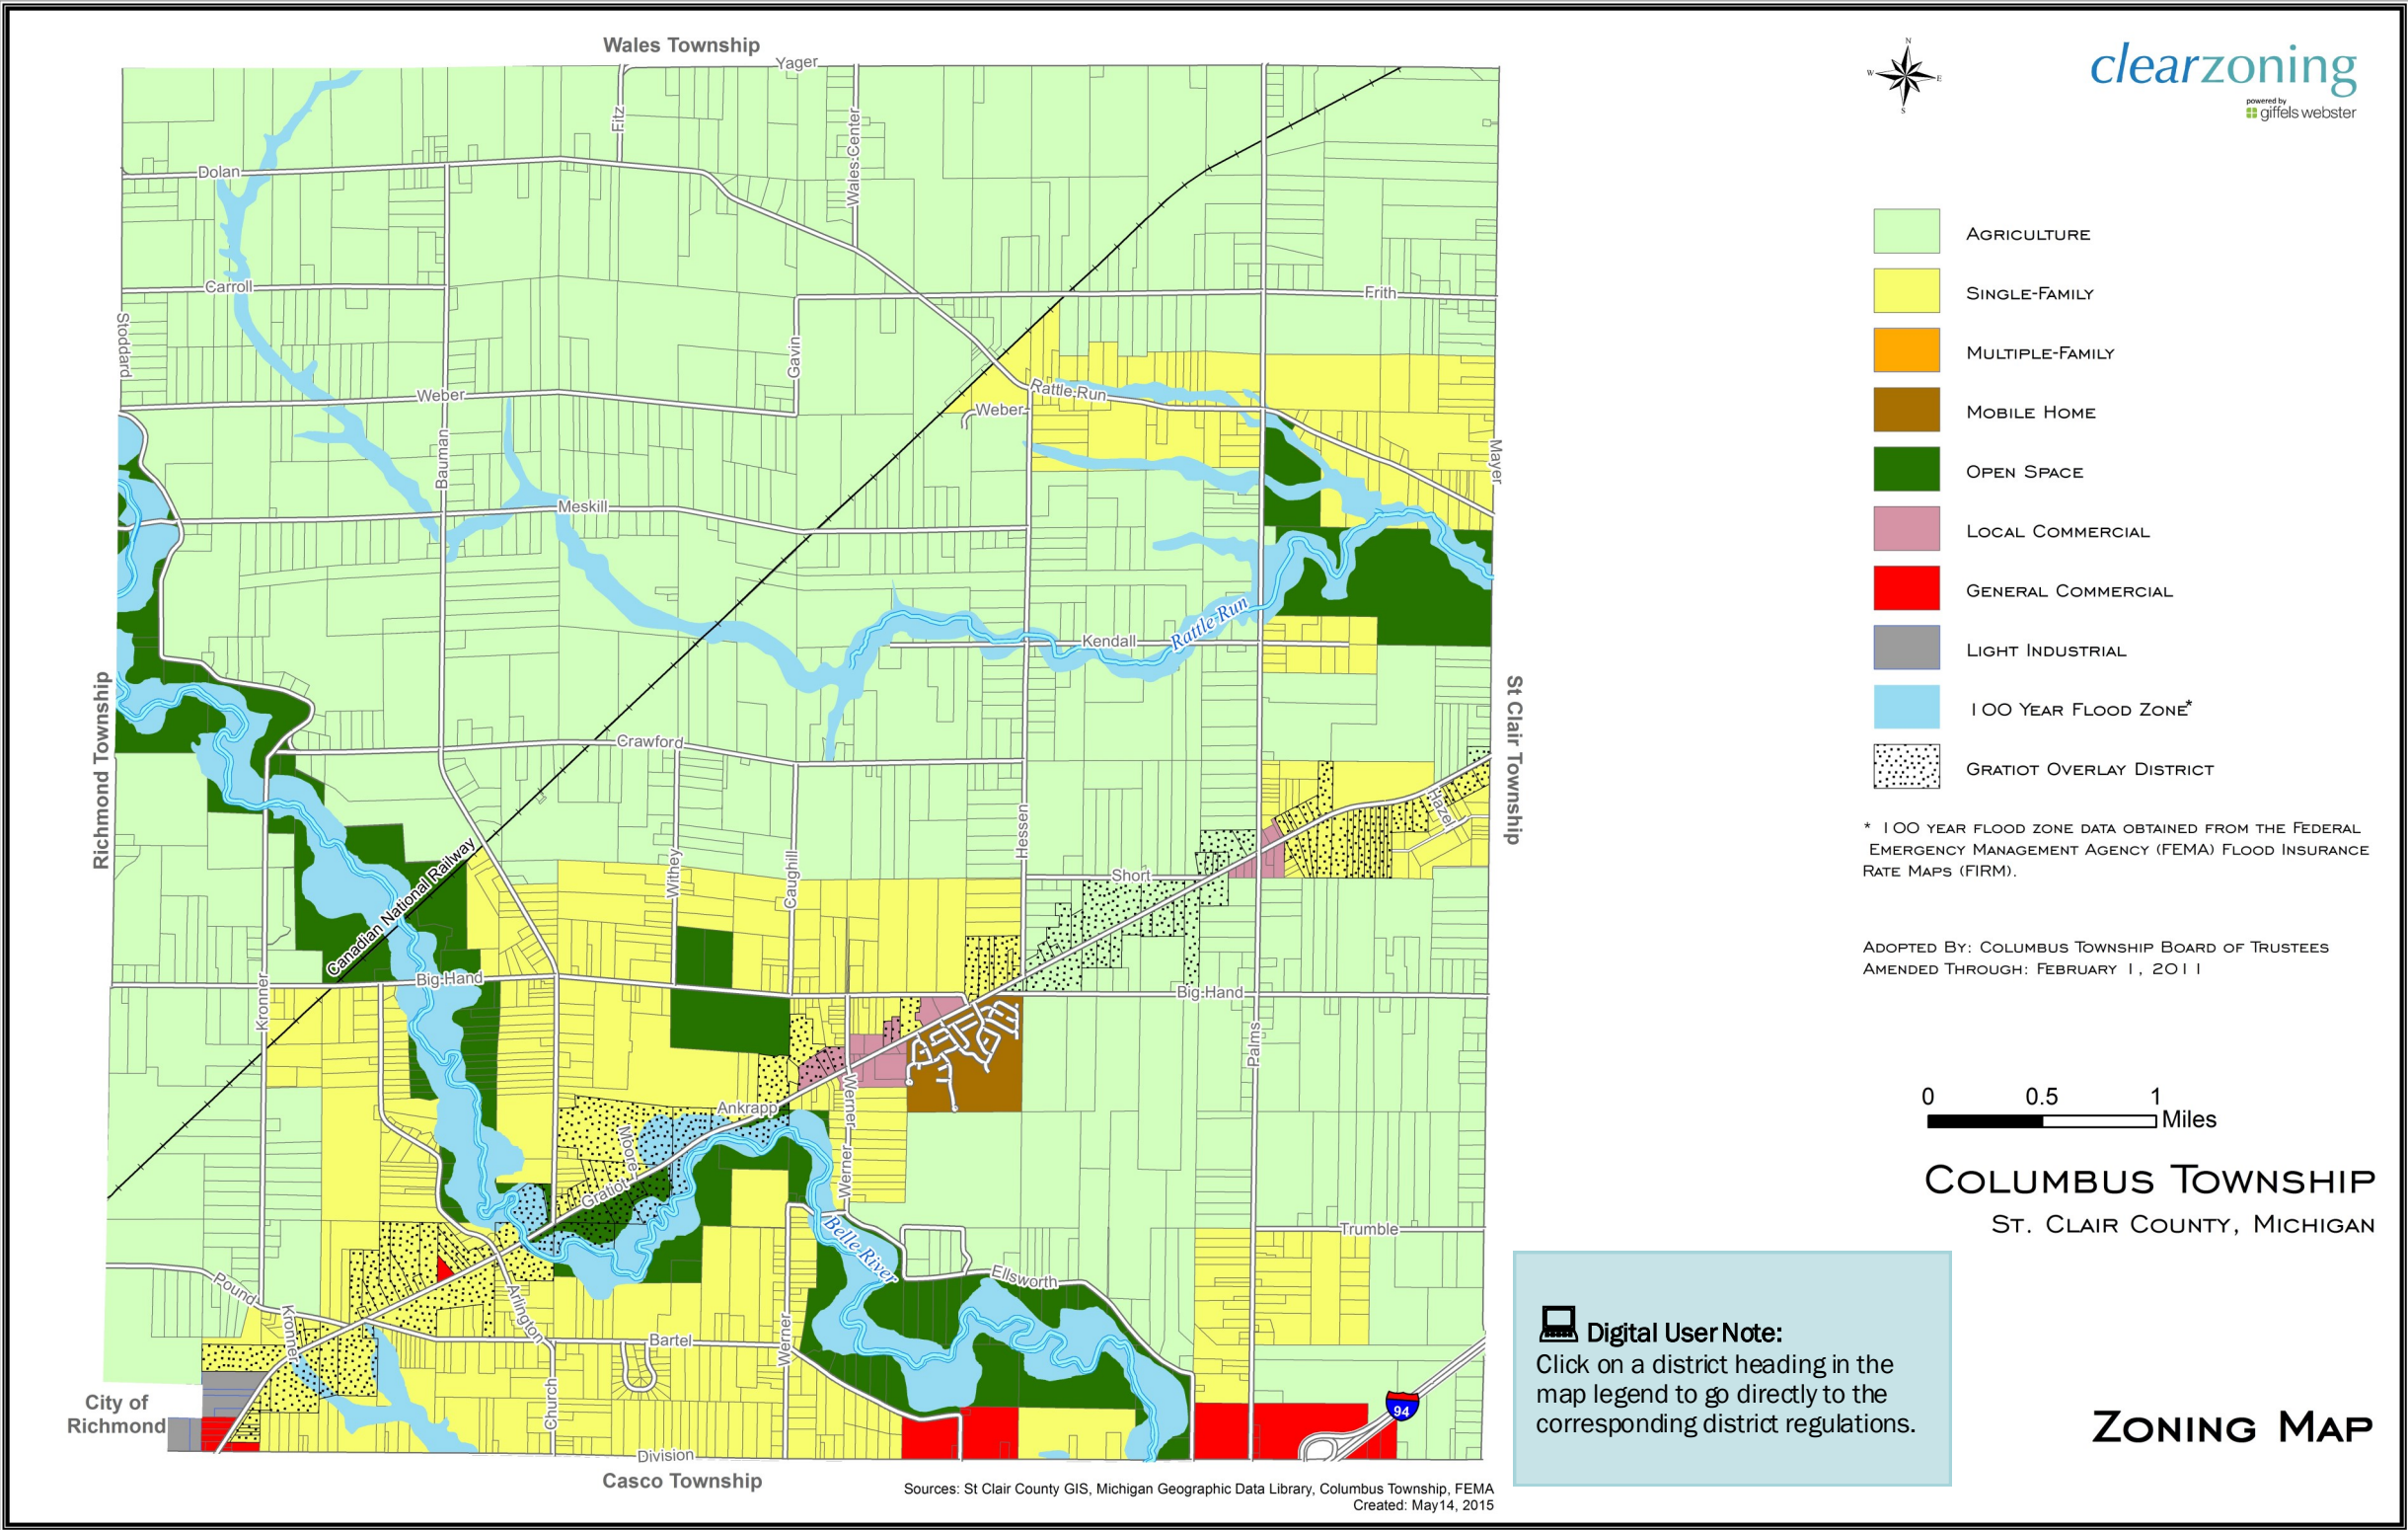 Wales Township
Yager
Fitz
Wales Center
Dolan
Carroll
Stoddard
Frith
Gavin
Weber
Rattle Run
Weber
Bauman
Mayer
Meskill
Rattle Run
Kendall
Richmond Township
St Clair Township
Crawford
Hazel
Hessen
Canadian National Railway
Withey
Caughill
Short
Big Hand
Big Hand
Kronner
Palms
Werner
Ankrapp
Moore
Gratiot
Werner
Belle River
Trumble
Ellsworth
Pound
Arlington
Kronner
Bartel
Werner
Church
City of
Richmond
94
Division
Casco Township
Sources: St Clair County GIS, Michigan Geographic Data Library, Columbus Township, FEMA
Created: May14, 2015
N
W
E
S
clearzoning
powered by
giffels webster
Agriculture
Single-Family
Multiple-Family
Mobile Home
Open Space
Local Commercial
General Commercial
Light Industrial
100 Year Flood Zone*
Gratiot Overlay District
* 100 year flood zone data obtained from the Federal
Emergency Management Agency (FEMA) Flood Insurance
Rate Maps (FIRM).
Adopted By: Columbus Township Board of Trustees
Amended Through: February 1, 2011
0 0.5 1
Miles
Columbus Township
St. Clair County, Michigan
Digital User Note:
Click on a district heading in the
map legend to go directly to the
corresponding district regulations.
Zoning Map